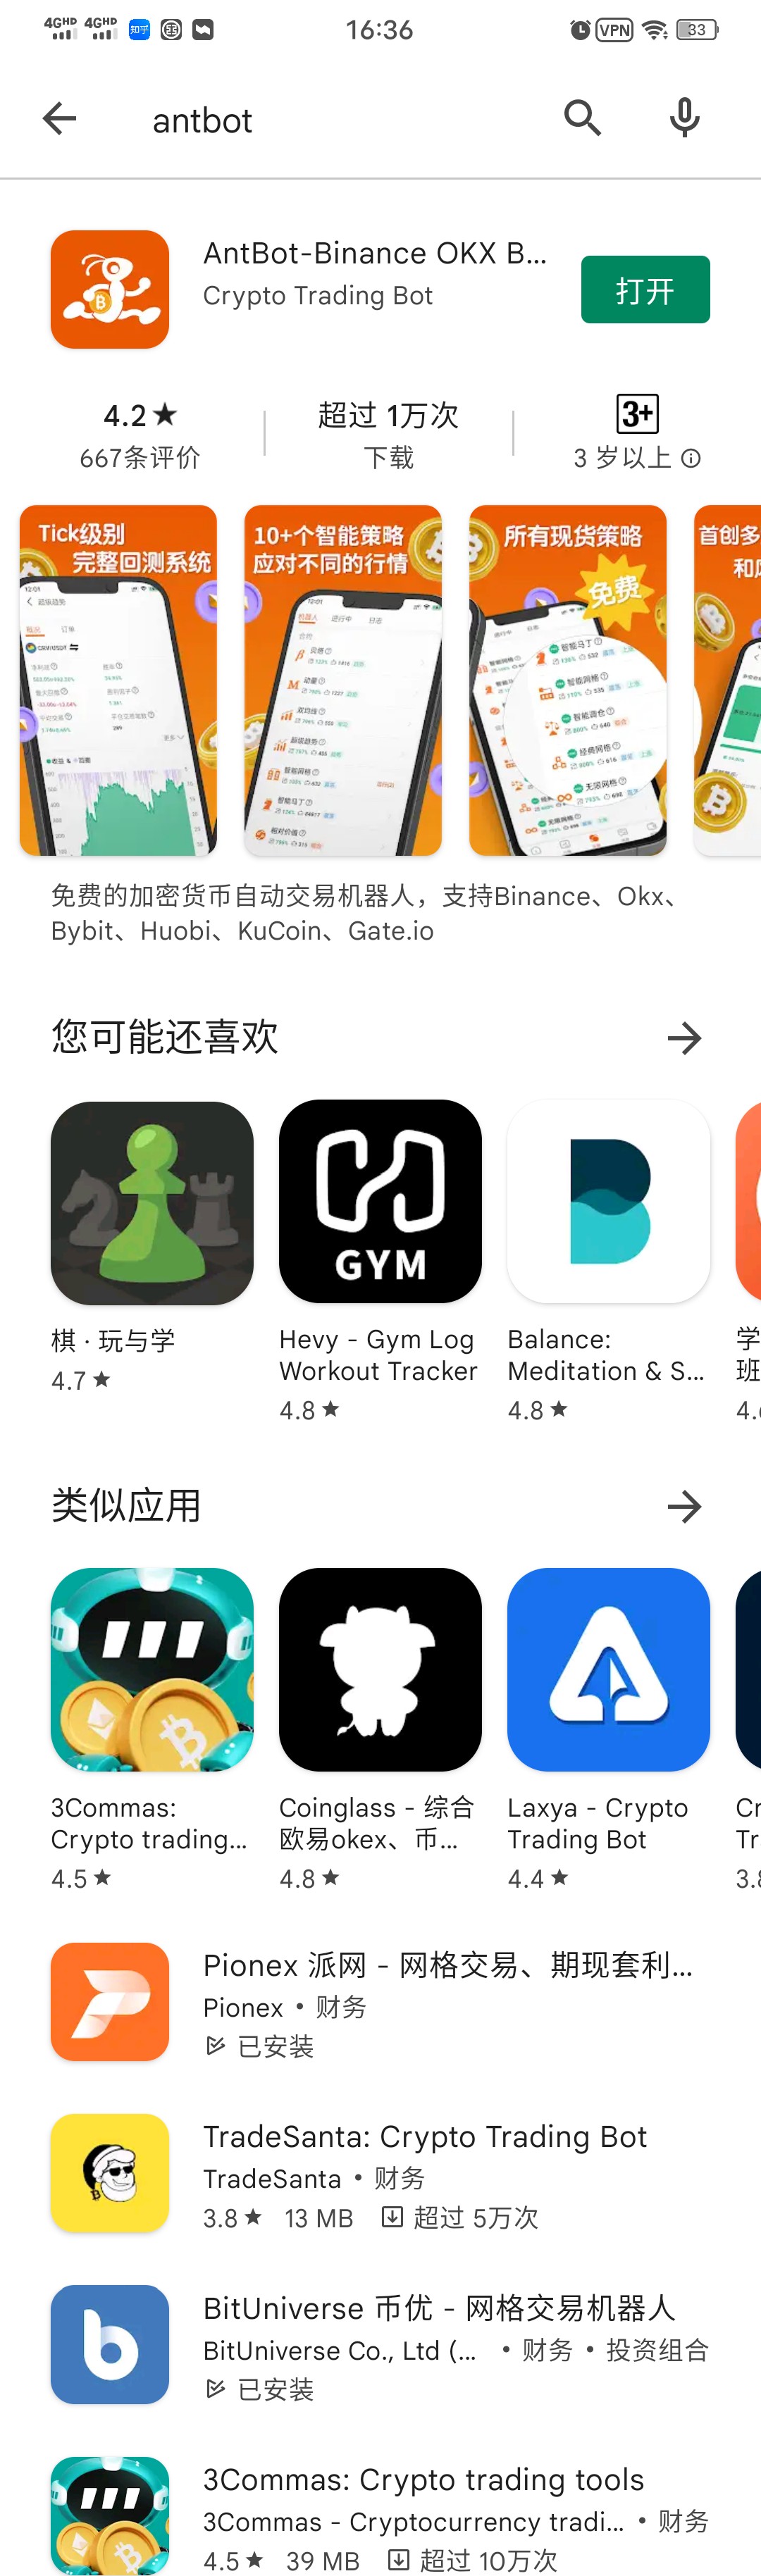 4GHD 4GHD 知乎 16:36 VPN 33
antbot
AntBot-Binance OKX B...
Crypto Trading Bot
打开
4.2★
667条评价
超过 1万次
下载
3+
3 岁以上
Tick级别
完整回测系统
10+个智能策略
应对不同的行情
所有现货策略
免费
首创多
免费的加密货币自动交易机器人，支持Binance、Okx、
Bybit、Huobi、KuCoin、Gate.io
您可能还喜欢
GYM
棋 · 玩与学
4.7★
Hevy - Gym Log
Workout Tracker
4.8★
Balance:
Meditation & S...
4.8★
学
班
类似应用
3Commas:
Crypto trading...
4.5★
Coinglass - 综合
欧易okex、币...
4.8★
Laxya - Crypto
Trading Bot
4.4★
Cr
Tr
3.8
Pionex 派网 - 网格交易、期现套利...
Pionex • 财务
已安装
TradeSanta: Crypto Trading Bot
TradeSanta • 财务
3.8★ 13 MB 超过 5万次
BitUniverse 币优 - 网格交易机器人
BitUniverse Co., Ltd (... • 财务 • 投资组合
已安装
3Commas: Crypto trading tools
3Commas - Cryptocurrency tradi... • 财务
4.5★ 39 MB 超过 10万次